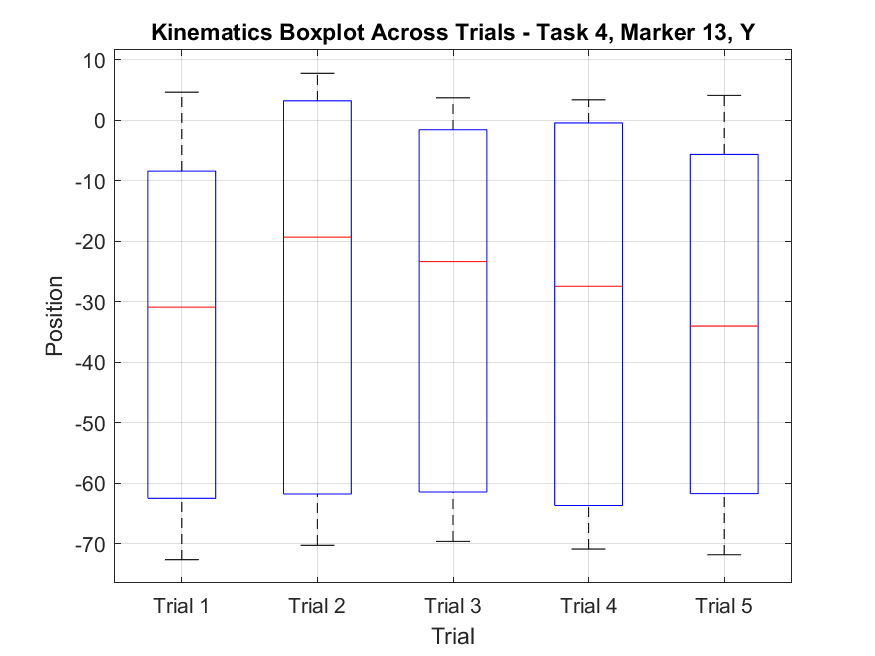 Kinematics Boxplot Across Trials - Task 4, Marker 13, Y
10
0
-10
-20
-30
-40
-50
-60
-70
Position
Trial 1 Trial 2 Trial 3 Trial 4 Trial 5
Trial